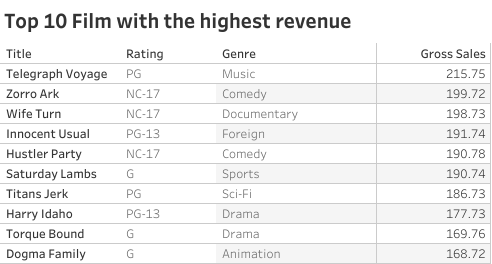 Top 10 Film with the highest revenue
Title Rating Genre Gross Sales
Telegraph Voyage PG Music 215.75
Zorro Ark NC-17 Comedy 199.72
Wife Turn NC-17 Documentary 198.73
Innocent Usual PG-13 Foreign 191.74
Hustler Party NC-17 Comedy 190.78
Saturday Lambs G Sports 190.74
Titans Jerk PG Sci-Fi 186.73
Harry Idaho PG-13 Drama 177.73
Torque Bound G Drama 169.76
Dogma Family G Animation 168.72